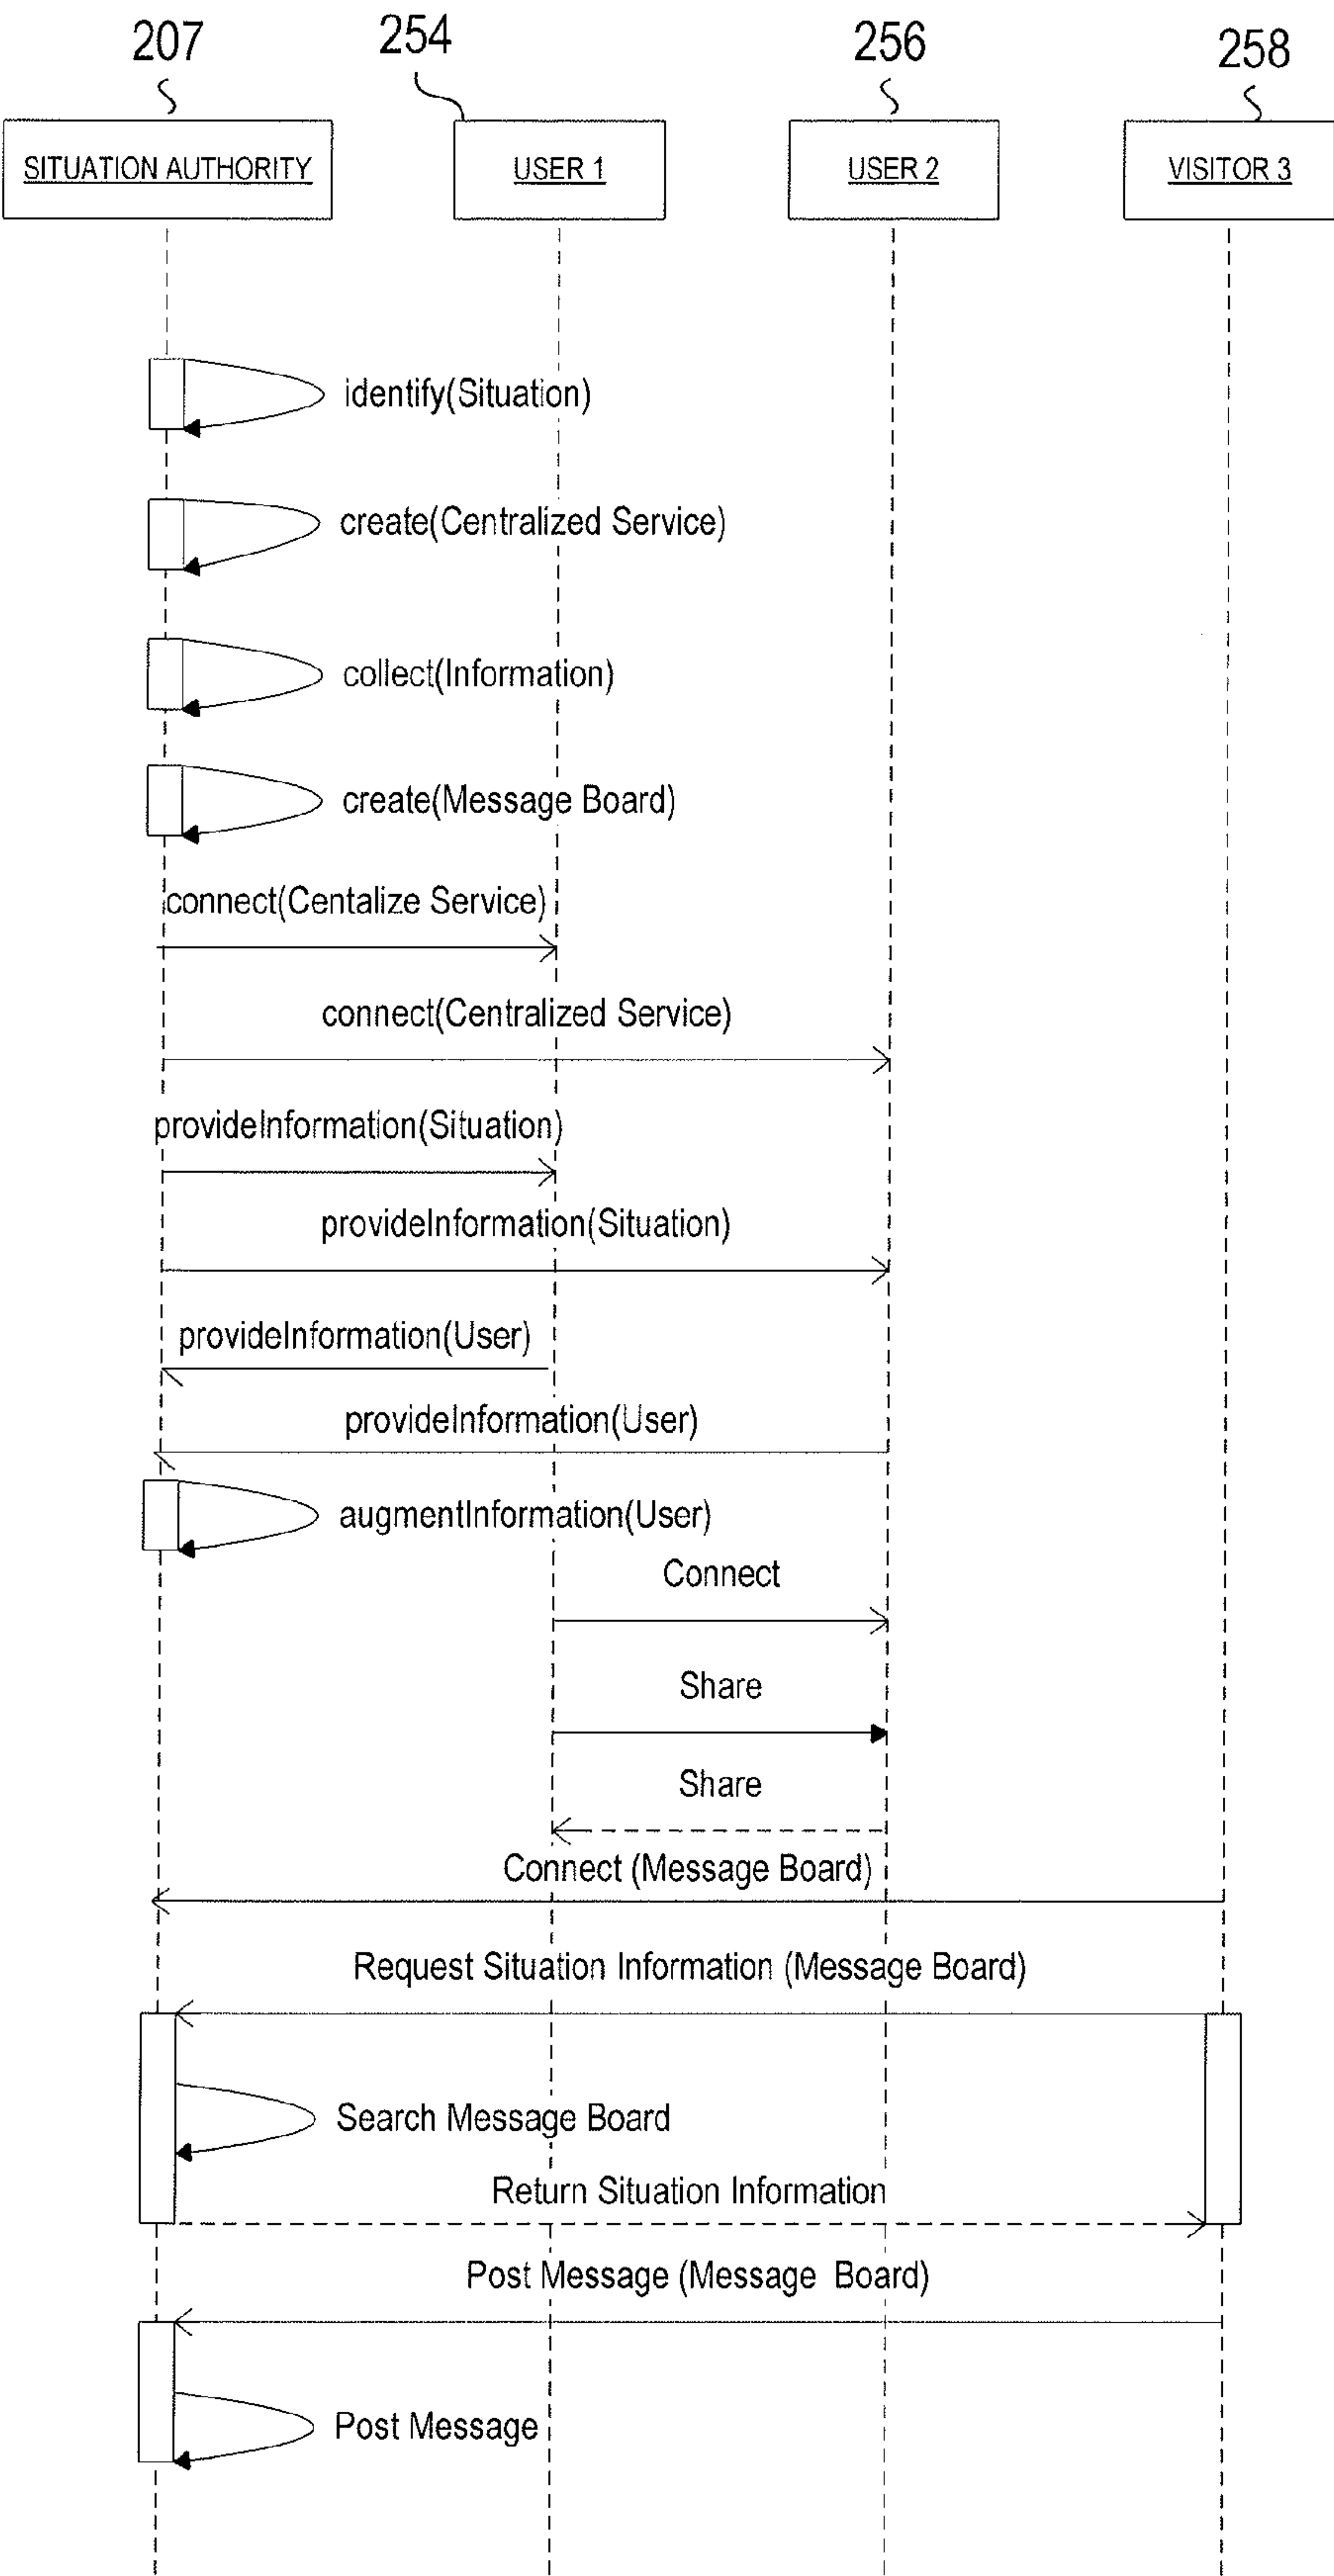 207
254
256
258
SITUATION AUTHORITY
USER 1
USER 2
VISITOR 3
identify(Situation)
create(Centralized Service)
collect(Information)
create(Message Board)
connect(Centalize Service)
connect(Centralized Service)
provideInformation(Situation)
provideInformation(Situation)
provideInformation(User)
provideInformation(User)
augmentInformation(User)
Connect
Share
Share
Connect (Message Board)
Request Situation Information (Message Board)
Search Message Board
Return Situation Information
Post Message (Message Board)
Post Message